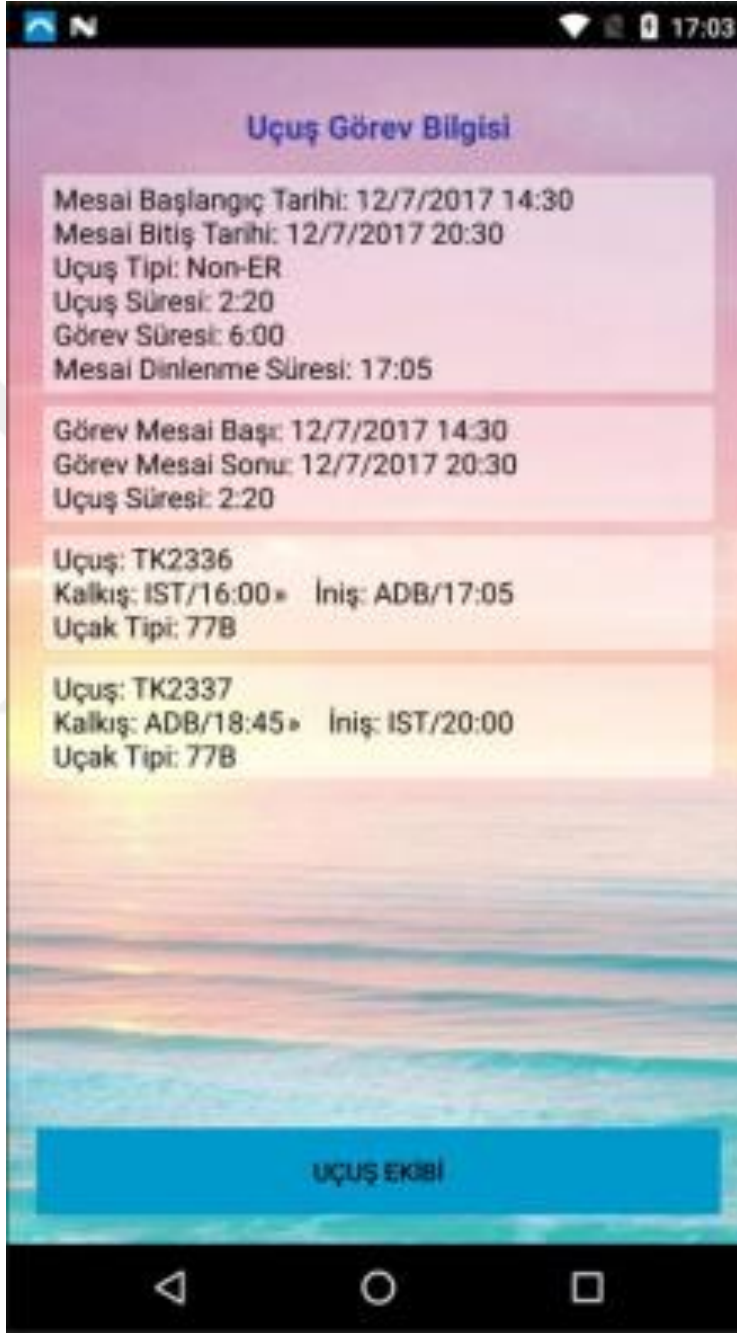 17:03
Uçuş Görev Bilgisi
Mesai Başlangıç Tarihi: 12/7/2017 14:30
Mesai Bitiş Tarihi: 12/7/2017 20:30
Uçuş Tipi: Non-ER
Uçuş Süresi: 2:20
Görev Süresi: 6:00
Mesai Dinlenme Süresi: 17:05
Görev Mesai Başı: 12/7/2017 14:30
Görev Mesai Sonu: 12/7/2017 20:30
Uçuş Süresi: 2:20
Uçuş: TK2336
Kalkış: IST/16:00» İniş: ADB/17:05
Uçak Tipi: 77B
Uçuş: TK2337
Kalkış: ADB/18:45» İniş: IST/20:00
Uçak Tipi: 77B
UÇUŞ EKİBİ